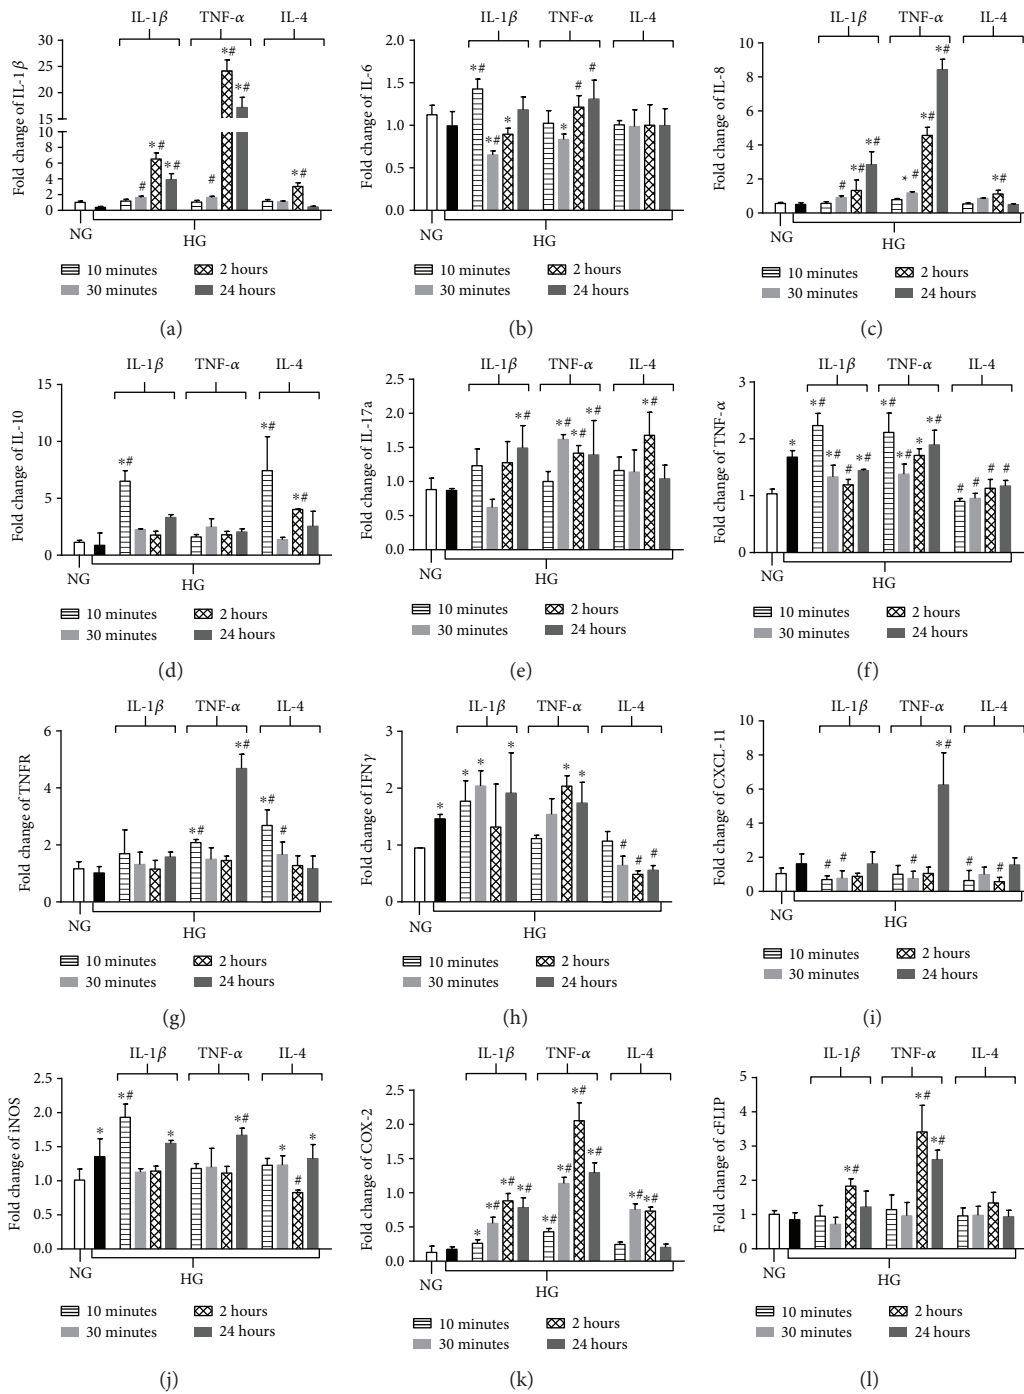 IL-1β TNF-α IL-4
Fold change of IL-1β
30
25
20
15
10
8
6
4
2
0
# *# *# # *# *# *#
NG
HG
10 minutes 2 hours
30 minutes 24 hours
(a)
IL-1β TNF-α IL-4
Fold change of IL-6
2.0
1.5
1.0
0.5
0.0
*# *# * * # #
NG
HG
10 minutes 2 hours
30 minutes 24 hours
(b)
IL-1β TNF-α IL-4
Fold change of IL-8
10
8
6
4
2
0
# *# *# *# *# *# *#
NG
HG
10 minutes 2 hours
30 minutes 24 hours
(c)
IL-1β TNF-α IL-4
Fold change of IL-10
15
10
5
0
*# *# *#
NG
HG
10 minutes 2 hours
30 minutes 24 hours
(d)
IL-1β TNF-α IL-4
Fold change of IL-17a
2.5
2.0
1.5
1.0
0.5
0.0
*# *# *# *# *#
NG
HG
10 minutes 2 hours
30 minutes 24 hours
(e)
IL-1β TNF-α IL-4
Fold change of TNF-α
3
2
1
0
* *# *# # *# *# *# * *# # # # #
NG
HG
10 minutes 2 hours
30 minutes 24 hours
(f)
IL-1β TNF-α IL-4
Fold change of TNFR
6
4
2
0
*# *# *# #
NG
HG
10 minutes 2 hours
30 minutes 24 hours
(g)
IL-1β TNF-α IL-4
Fold change of IFNγ
3
2
1
0
* * * * * * # # #
NG
HG
10 minutes 2 hours
30 minutes 24 hours
(h)
IL-1β TNF-α IL-4
Fold change of CXCL-11
10
8
6
4
2
0
# # # *# # #
NG
HG
10 minutes 2 hours
30 minutes 24 hours
(i)
IL-1β TNF-α IL-4
Fold change of iNOS
2.5
2.0
1.5
1.0
0.5
0.0
* *# * *# * # *
NG
HG
10 minutes 2 hours
30 minutes 24 hours
(j)
IL-1β TNF-α IL-4
Fold change of COX-2
2.5
2.0
1.5
1.0
0.5
0.0
* *# *# *# *# *# *# *# *# *#
NG
HG
10 minutes 2 hours
30 minutes 24 hours
(k)
IL-1β TNF-α IL-4
Fold change of cFLIP
5
4
3
2
1
0
*# *# *#
NG
HG
10 minutes 2 hours
30 minutes 24 hours
(l)